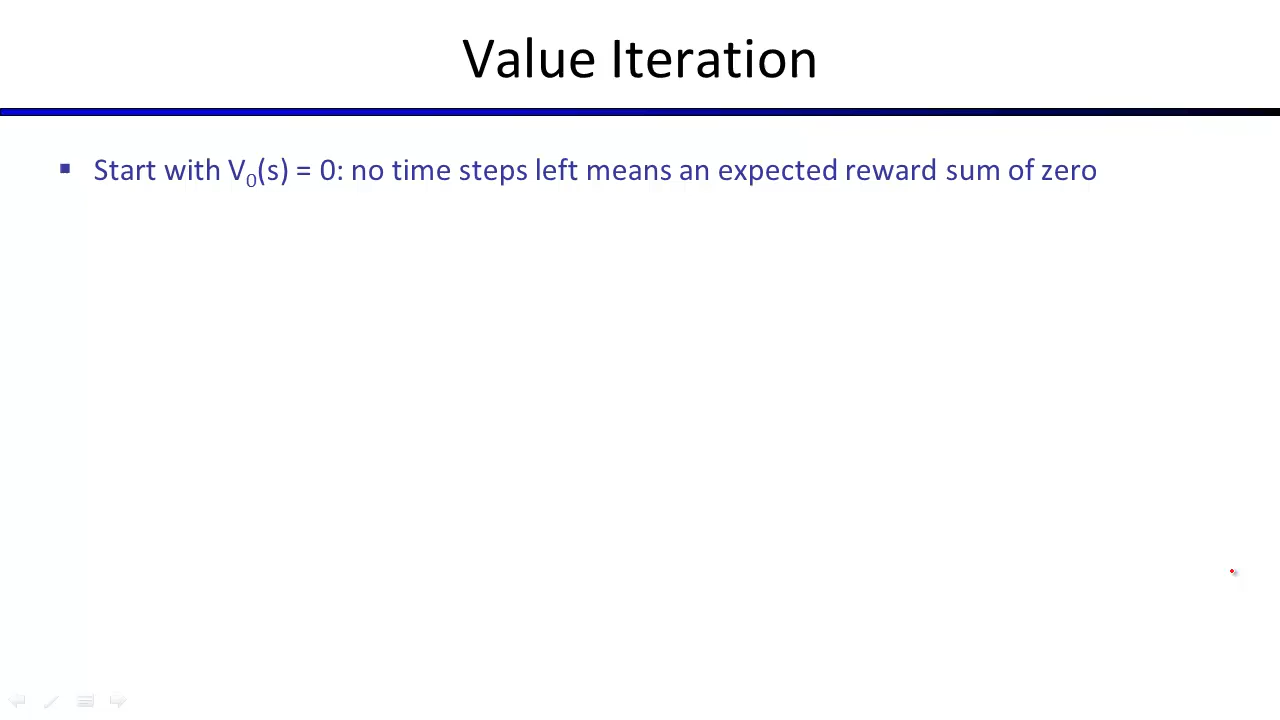 Value Iteration
▪ Start with V₀(s) = 0: no time steps left means an expected reward sum of zero